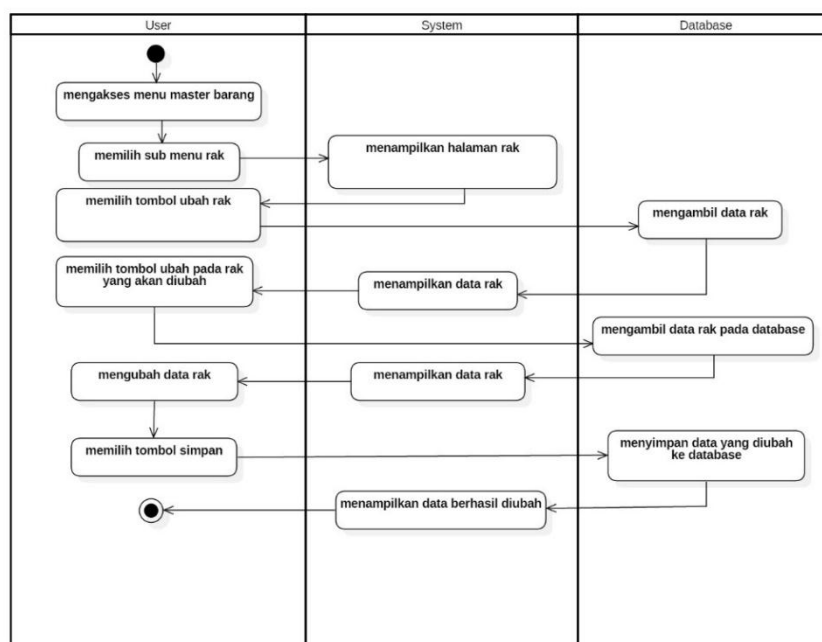 User
System
Database
mengakses menu master barang
memilih sub menu rak
menampilkan halaman rak
memilih tombol ubah rak
mengambil data rak
memilih tombol ubah pada rak
yang akan diubah
menampilkan data rak
mengambil data rak pada database
mengubah data rak
menampilkan data rak
memilih tombol simpan
menyimpan data yang diubah
ke database
menampilkan data berhasil diubah